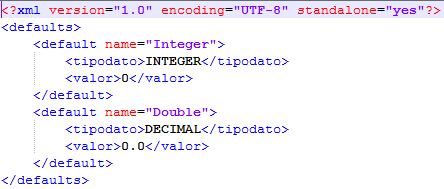 <?xml version="1.0" encoding="UTF-8" standalone="yes"?>
<defaults>
    <default name="Integer">
        <tipodato>INTEGER</tipodato>
        <valor>0</valor>
    </default>
    <default name="Double">
        <tipodato>DECIMAL</tipodato>
        <valor>0.0</valor>
    </default>
</defaults>